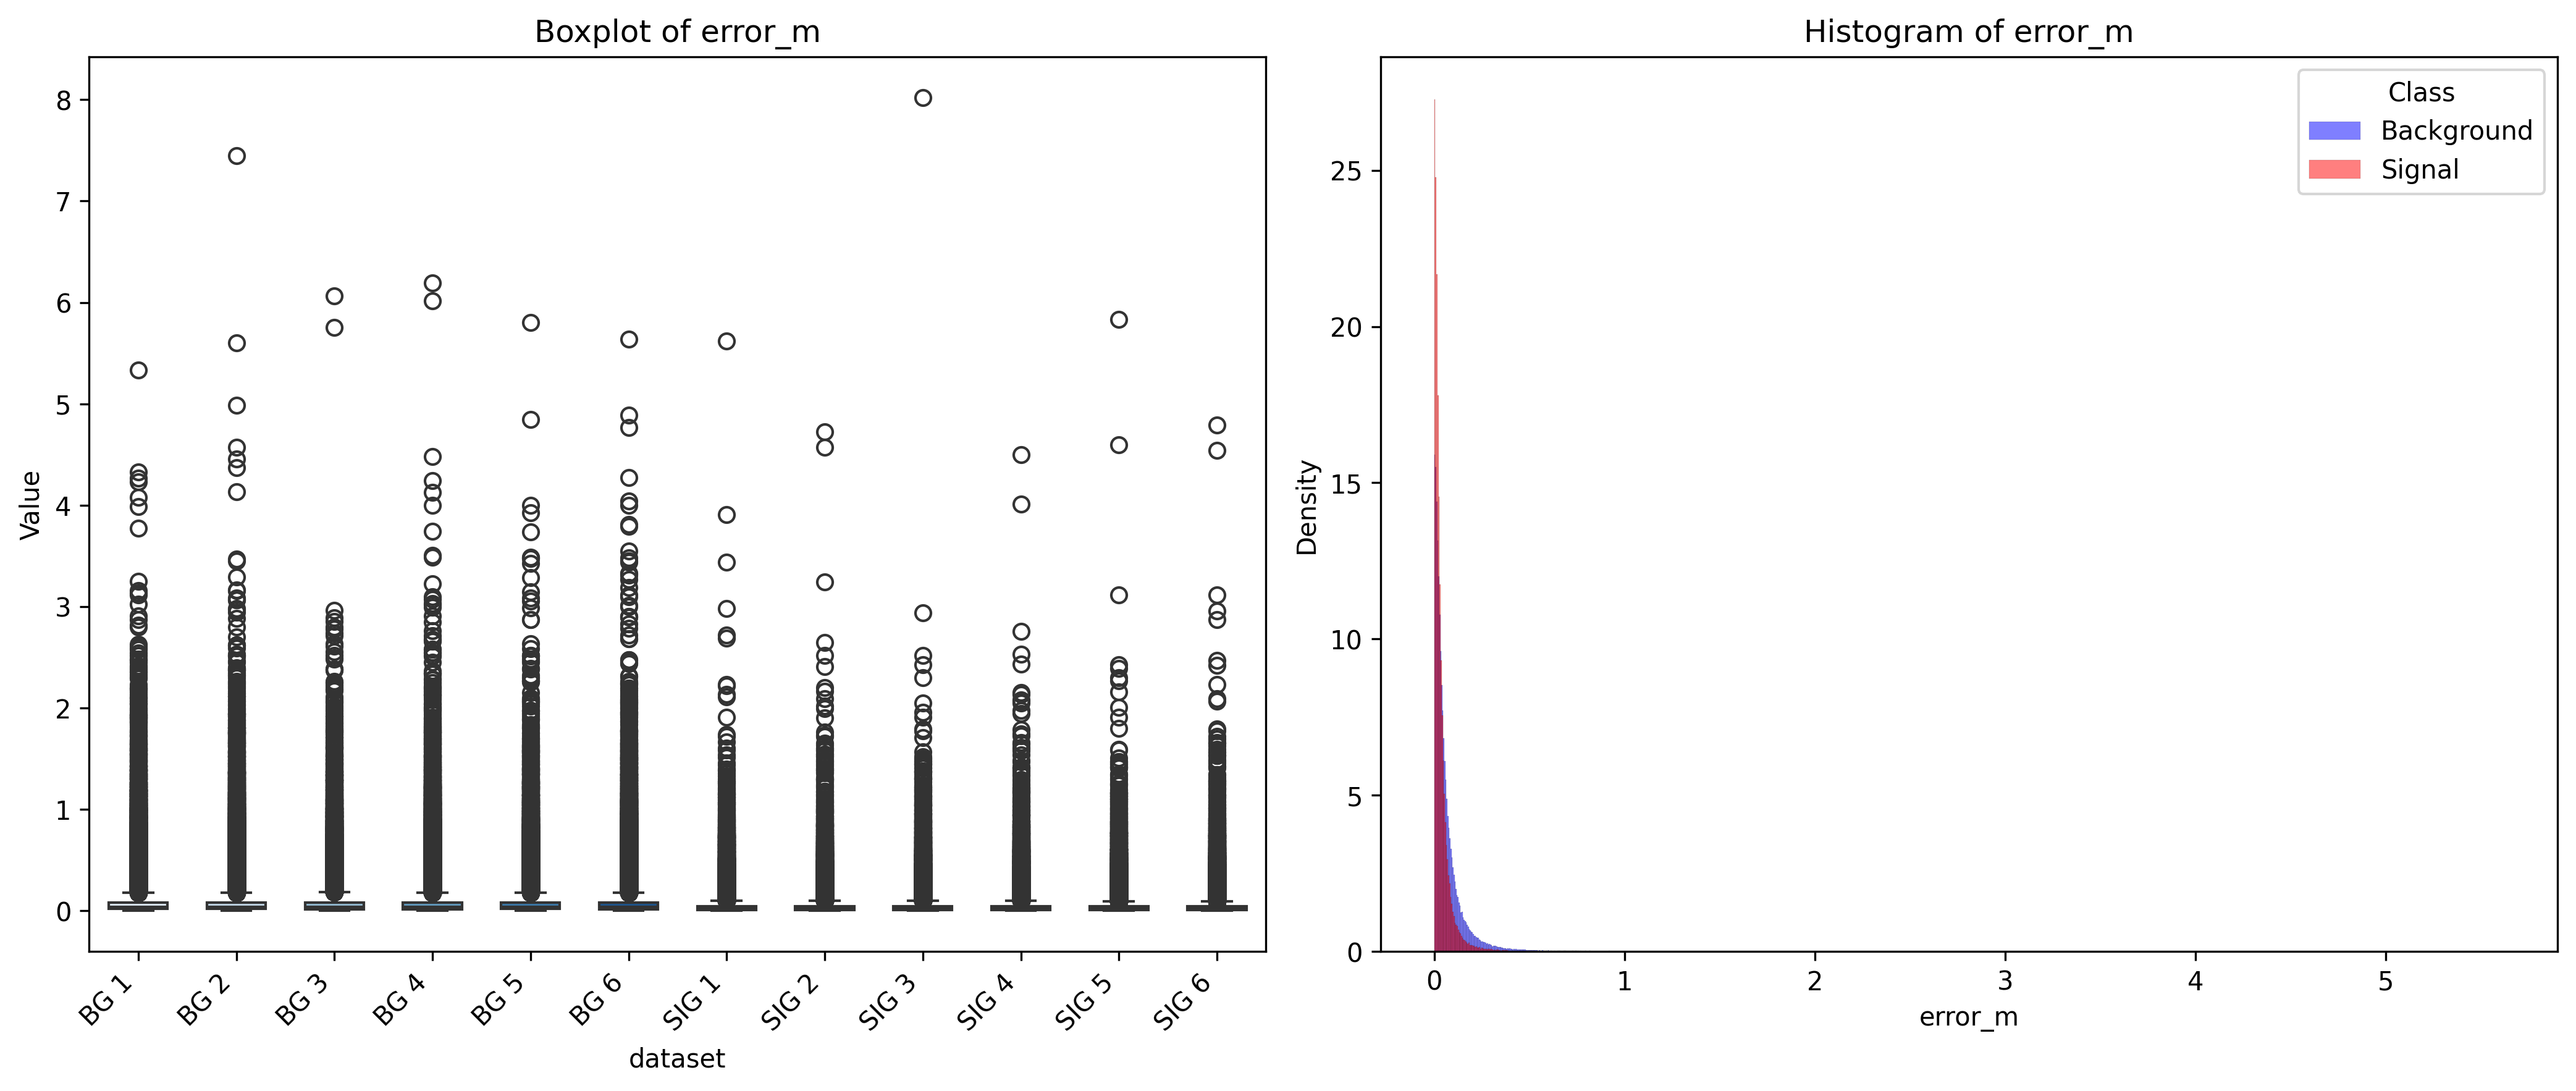 Boxplot of error_m
Value
8
7
6
5
4
3
2
1
0
BG 1
BG 2
BG 3
BG 4
BG 5
BG 6
SIG 1
SIG 2
SIG 3
SIG 4
SIG 5
SIG 6
dataset
Histogram of error_m
Density
25
20
15
10
5
0
0
1
2
3
4
5
error_m
Class
Background
Signal